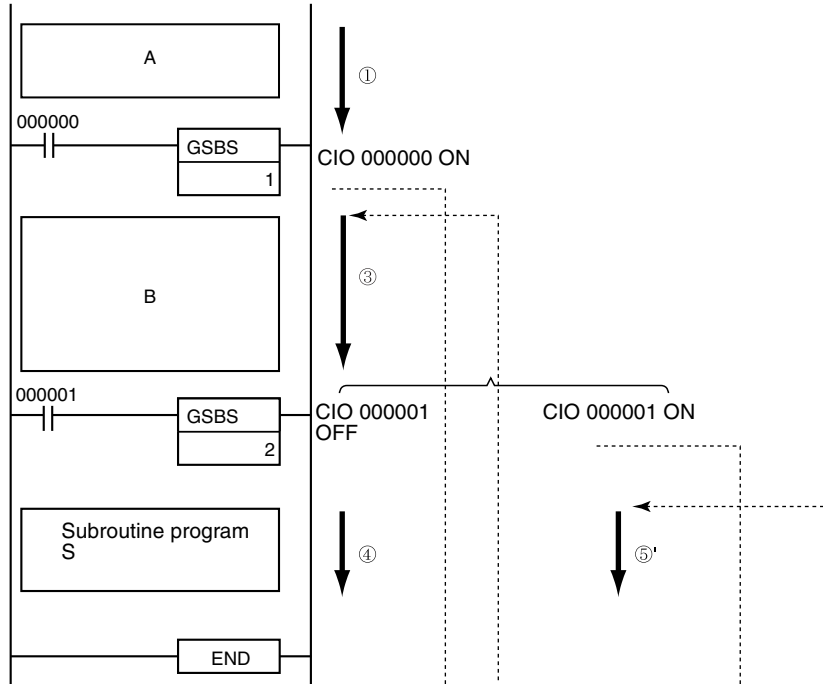 A
①
000000
GSBS
1
CIO 000000 ON
B
③
000001
GSBS
2
CIO 000001
OFF
CIO 000001 ON
Subroutine program
S
④
⑤'
END